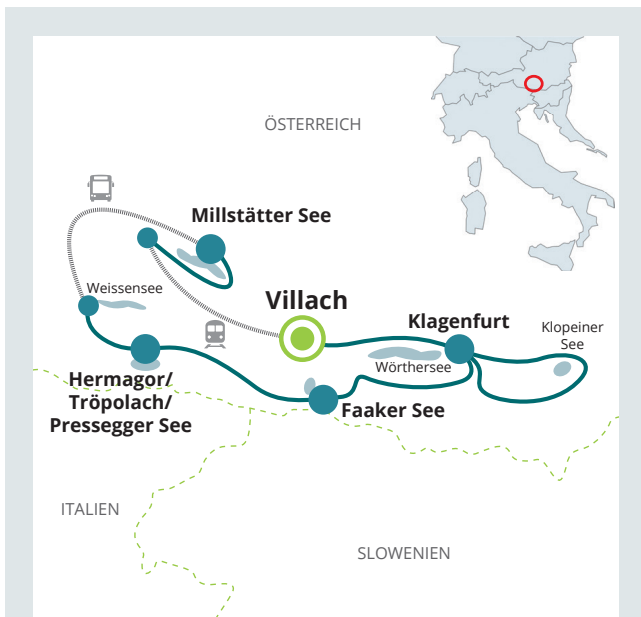 ÖSTERREICH
Millstätter See
Weissensee
Villach
Klagenfurt
Klopeiner
See
Wörthersee
Hermagor/
Tröpolach/
Pressegger See
Faaker See
ITALIEN
SLOWENIEN